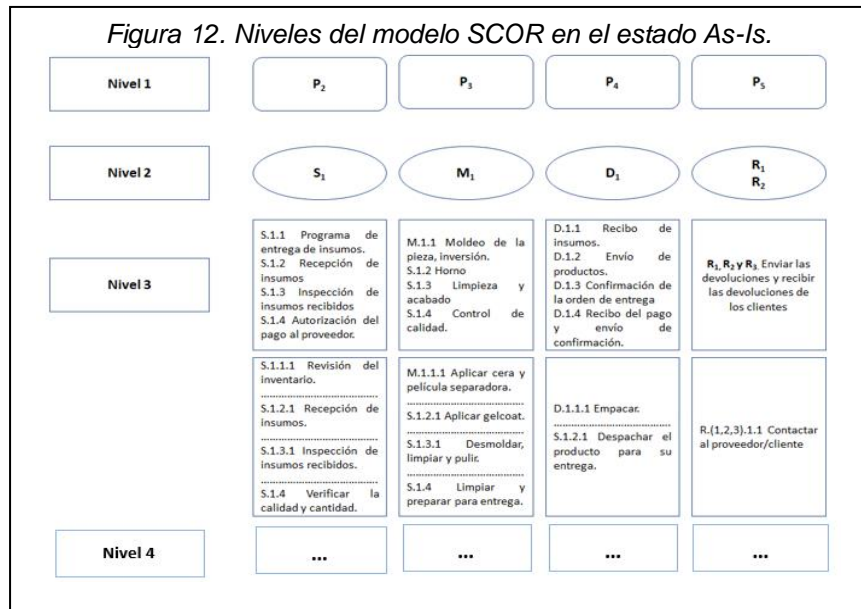 Figura 12. Niveles del modelo SCOR en el estado As-Is.
Nivel 1
P2
P3
P4
P5
Nivel 2
S1
M1
D1
R1
R2
Nivel 3
S.1.1 Programa de
entrega de insumos.
S.1.2 Recepción de
insumos
S.1.3 Inspección de
insumos recibidos
S.1.4 Autorización del
pago al proveedor.
M.1.1 Moldeo de la
pieza, inversión.
S.1.2 Horno
S.1.3 Limpieza y
acabado
S.1.4 Control de
calidad.
D.1.1 Recibo de
insumos.
D.1.2 Envío de
productos.
D.1.3 Confirmación de
la orden de entrega
D.1.4 Recibo del pago
y envío de
confirmación.
R1, R2 y R3 Enviar las
devoluciones y recibir
las devoluciones de
los clientes
S.1.1.1 Revisión del
inventario.
................................................
S.1.2.1 Recepción de
insumos.
................................................
S.1.3.1 Inspección de
insumos recibidos.
................................................
S.1.4 Verificar la
calidad y cantidad.
M.1.1.1 Aplicar cera y
película separadora.
................................................
S.1.2.1 Aplicar gelcoat.
................................................
S.1.3.1 Desmoldar,
limpiar y pulir.
................................................
S.1.4 Limpiar y
preparar para entrega.
D.1.1.1 Empacar.
................................................
S.1.2.1 Despachar el
producto para su
entrega.
R.(1,2,3).1.1 Contactar
al proveedor/cliente
Nivel 4
...
...
...
...